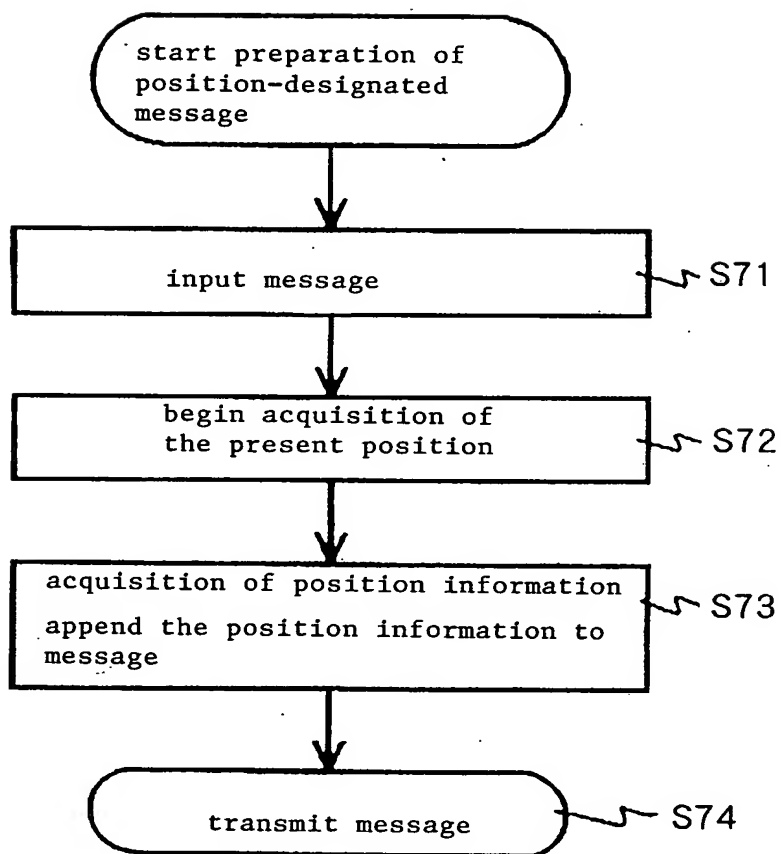 start preparation of
position-designated
message
input message
S71
begin acquisition of
the present position
S72
acquisition of position information
append the position information to
message
S73
transmit message
S74